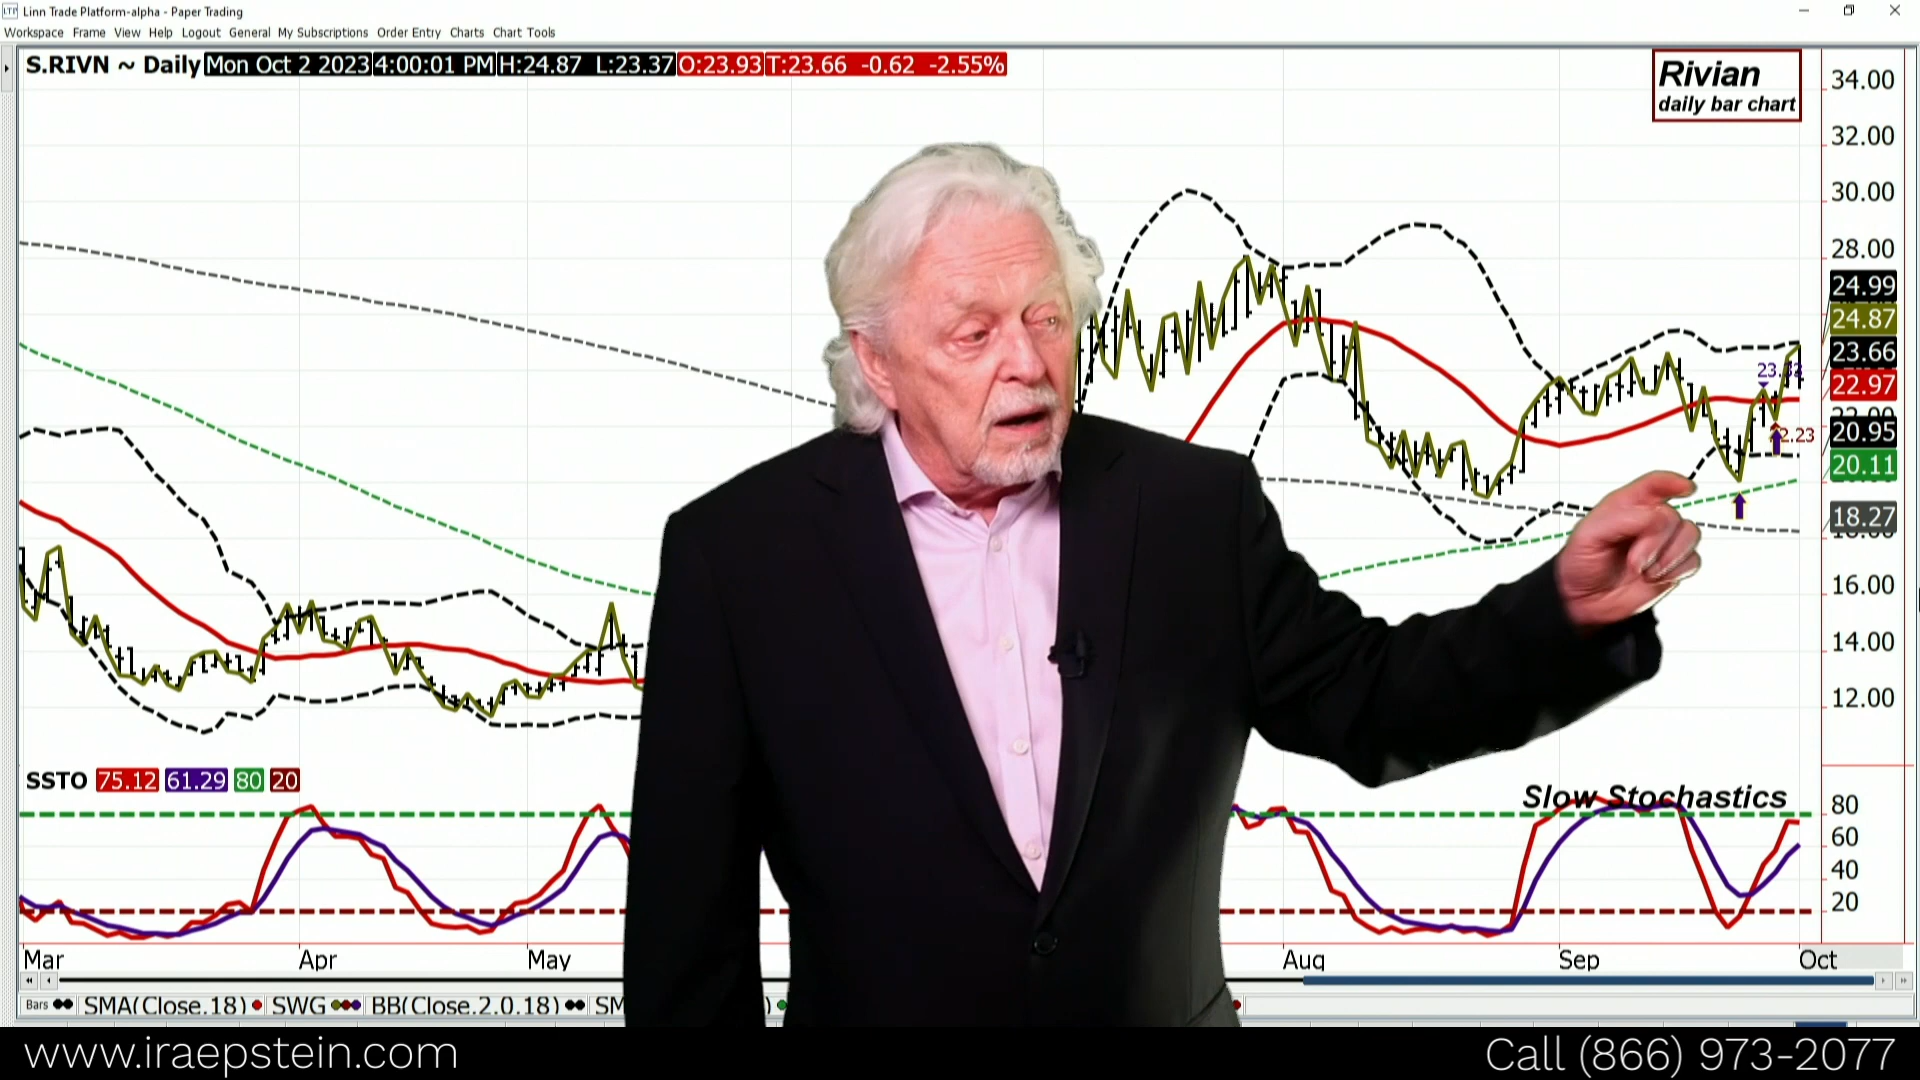 Linn Trade Platform-alpha - Paper Trading
Workspace Frame View Help Logout General My Subscriptions Order Entry Charts Chart Tools
S.RIVN ~ Daily Mon Oct 2 2023 4:00:01 PM H:24.87 L:23.37 O:23.93 T:23.66 -0.62 -2.55%
Rivian
daily bar chart
34.00
32.00
30.00
28.00
24.99
24.87
23.66
22.97
20.95
20.11
18.27
16.00
14.00
12.00
SSTO 75.12 61.29 80 20
Slow Stochastics
80
60
40
20
Mar Apr May Aug Sep Oct
Bars SMA(Close,18) SWG BB(Close,2.0,18)
www.iraepstein.com
Call (866) 973-2077